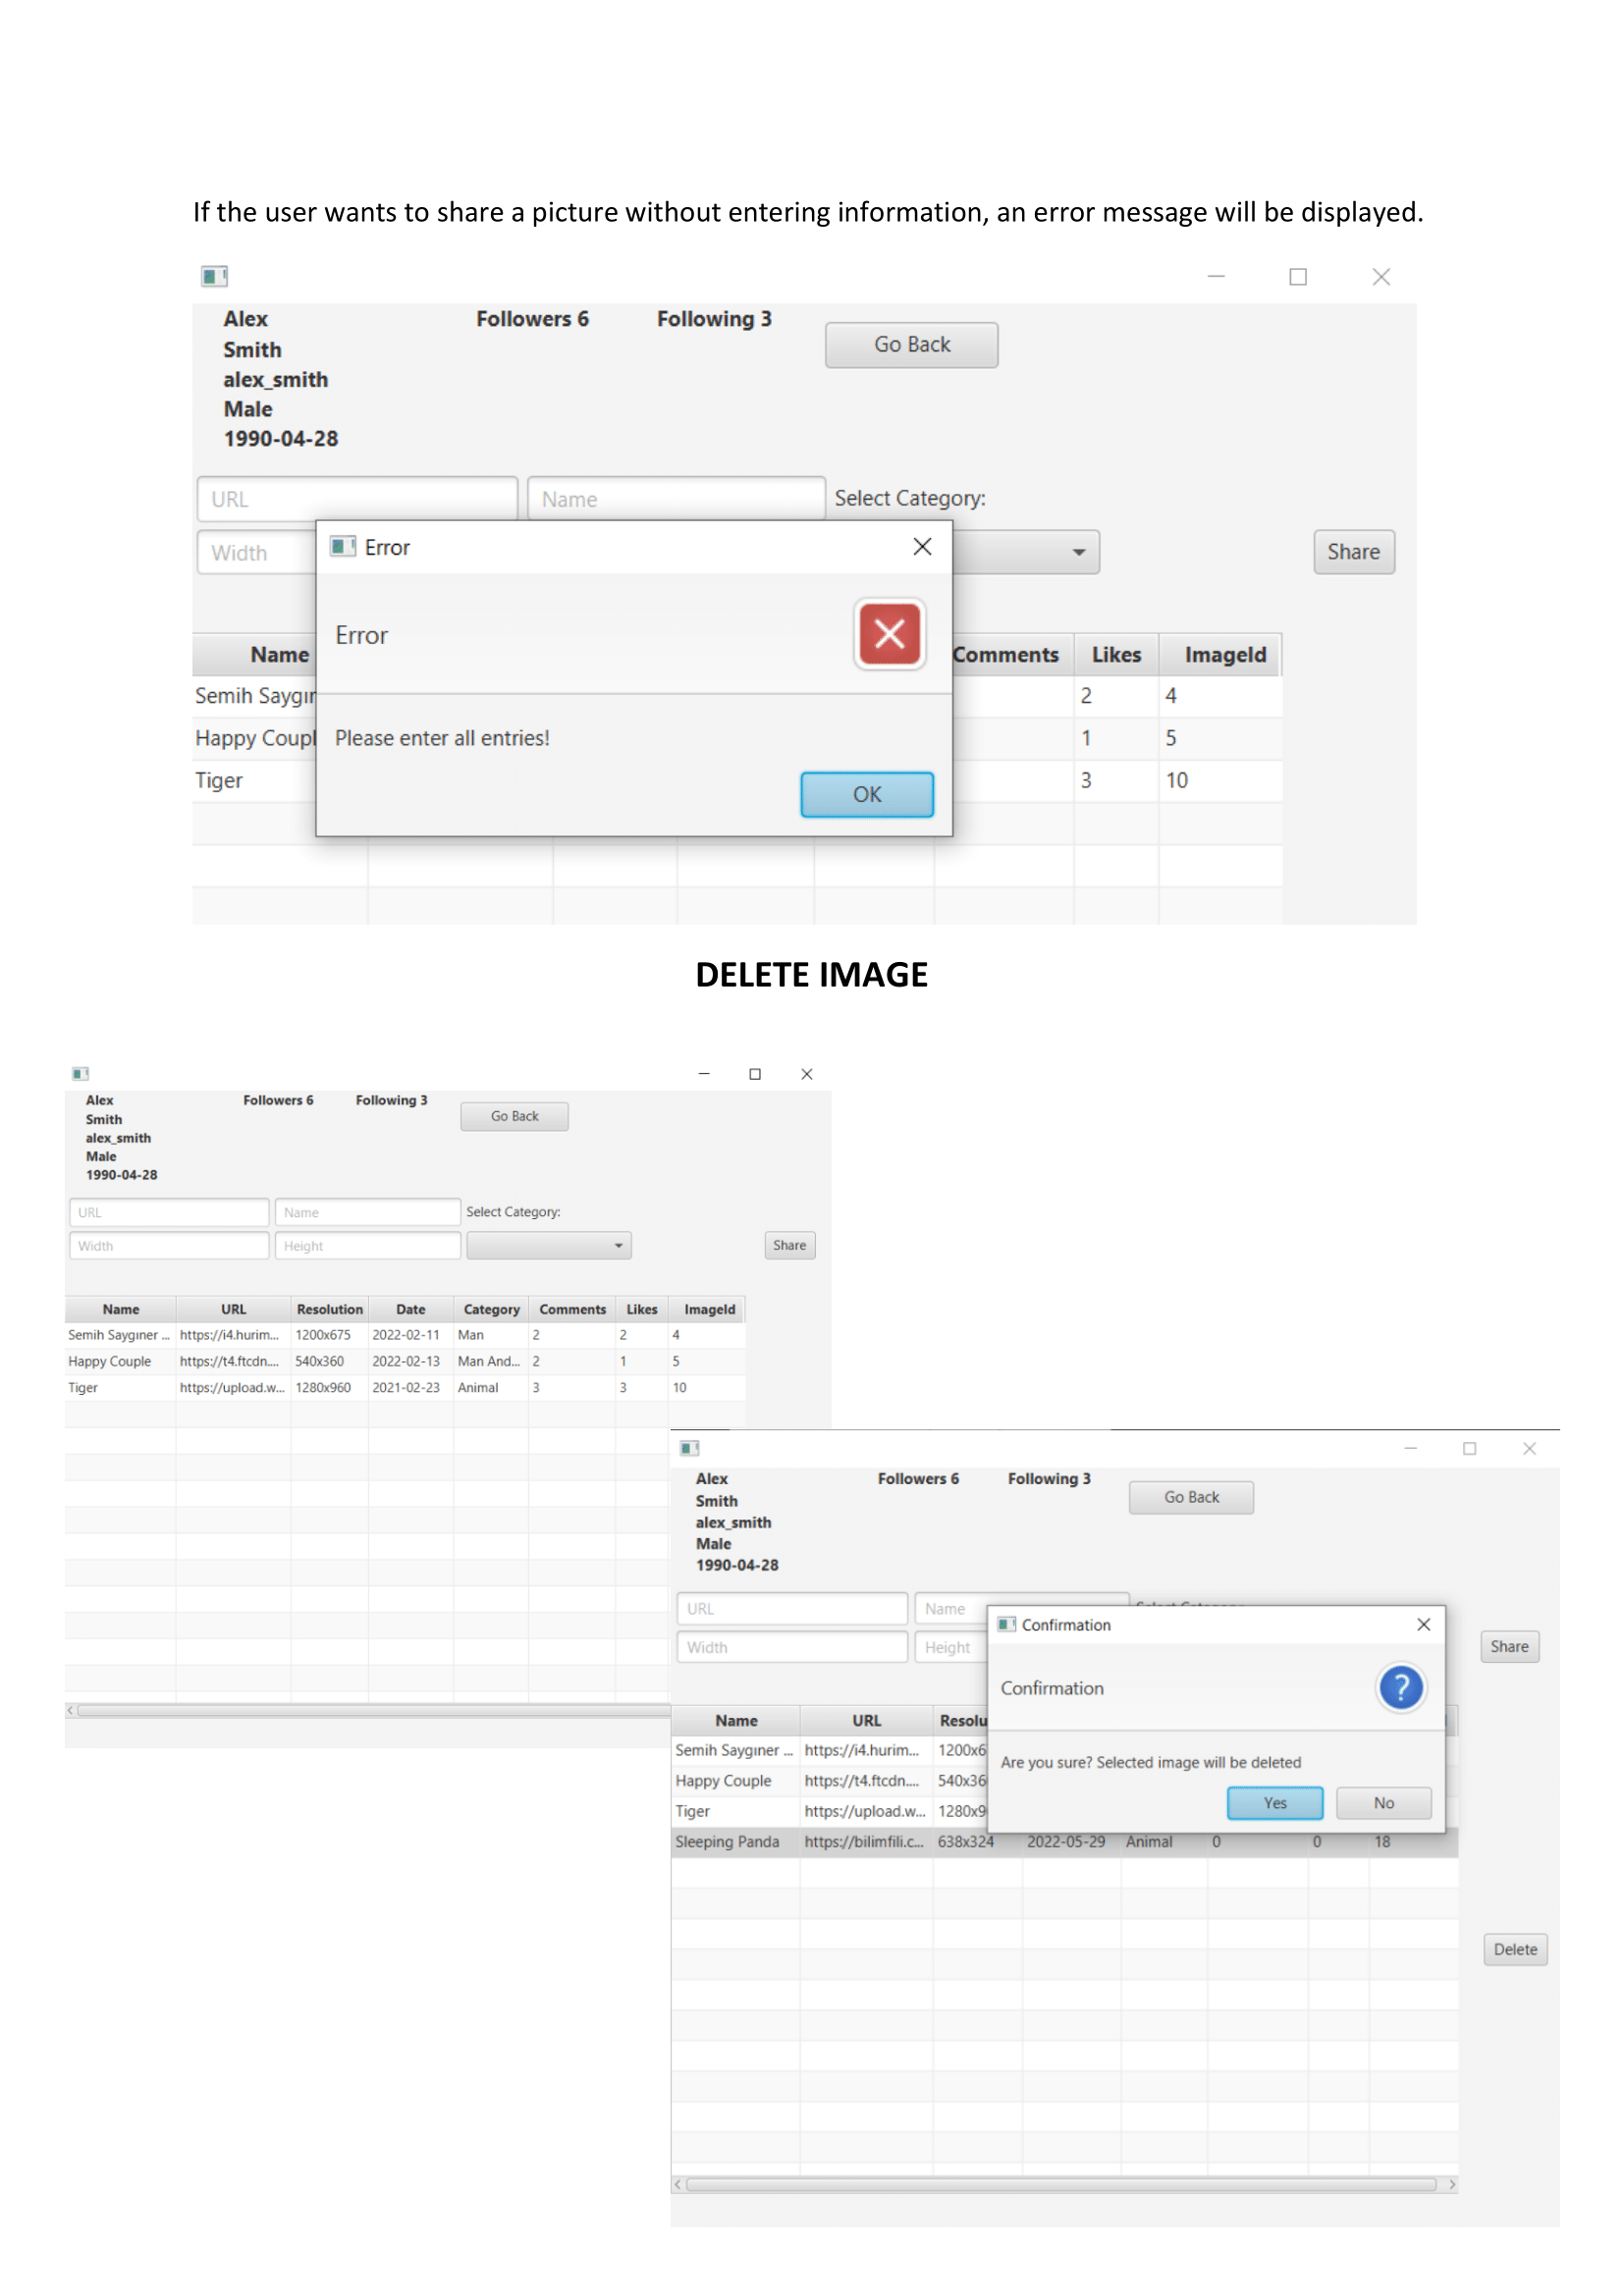 If the user wants to share a picture without entering information, an error message will be displayed.
Alex Followers 6 Following 3
Go Back
Smith
alex_smith
Male
1990-04-28
URL Name Select Category:
Width Share
Error
Error
Please enter all entries!
OK
Name Comments Likes ImageId
Semih 2 4
Happy 1 5
Tiger 3 10
DELETE IMAGE
Alex Followers 6 Following 3
Go Back
Smith
alex_smith
Male
1990-04-28
URL Name Select Category:
Width Height Share
Name URL Resolution Date Category Comments Likes ImageId
Semih Saygıner ... https://i4.hurim... 1200x675 2022-02-11 Man 2 2 4
Happy Couple https://t4.ftcdn.... 540x360 2022-02-13 Man And... 2 1 5
Tiger https://upload.w... 1280x960 2021-02-23 Animal 3 3 10
Alex Followers 6 Following 3
Go Back
Smith
alex_smith
Male
1990-04-28
URL Name
Width Height Share
Confirmation
Confirmation
Are you sure? Selected image will be deleted
Yes No
Name URL
Semih Saygıner ... https://i4.hurim...
Happy Couple https://t4.ftcdn....
Tiger https://upload.w...
Sleeping Panda https://bilimfili.c... 638x324 2022-05-29 Animal 0 0 18
Delete